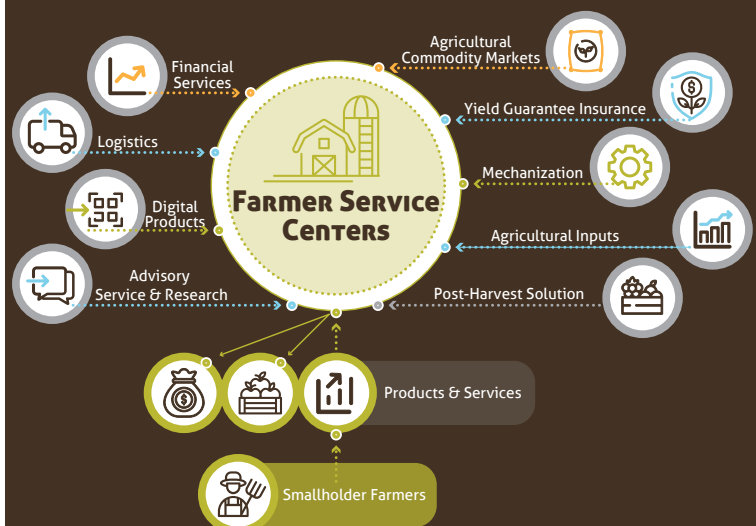 Financial
Services
Agricultural
Commodity Markets
Yield Guarantee Insurance
Logistics
Mechanization
Digital
Products
Farmer Service
Centers
Agricultural Inputs
Advisory
Service & Research
Post-Harvest Solution
Products & Services
Smallholder Farmers